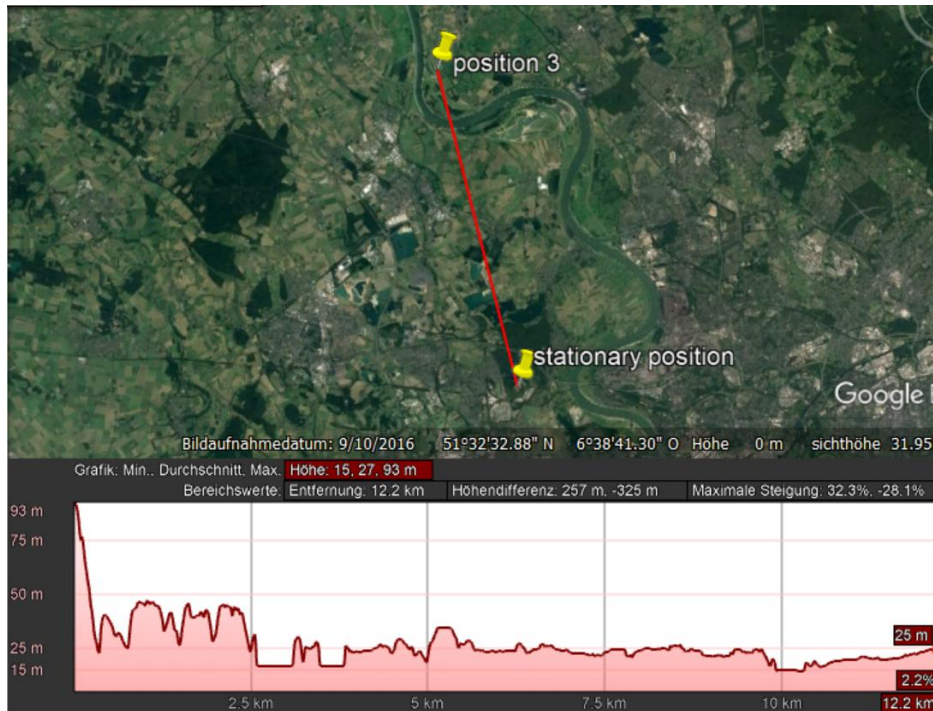 position 3
stationary position
Google
Bildaufnahmedatum: 9/10/2016 51°32'32.88" N 6°38'41.30" O Höhe 0 m sichthöhe 31.95
Grafik: Min., Durchschnitt, Max. Höhe: 15, 27, 93 m
Bereichswerte: Entfernung: 12.2 km Höhendifferenz: 257 m, -325 m Maximale Steigung: 32.3%, -28.1%
93 m
75 m
50 m
25 m
25 m
15 m
2.2%
2.5 km 5 km 7.5 km 10 km 12.2 km